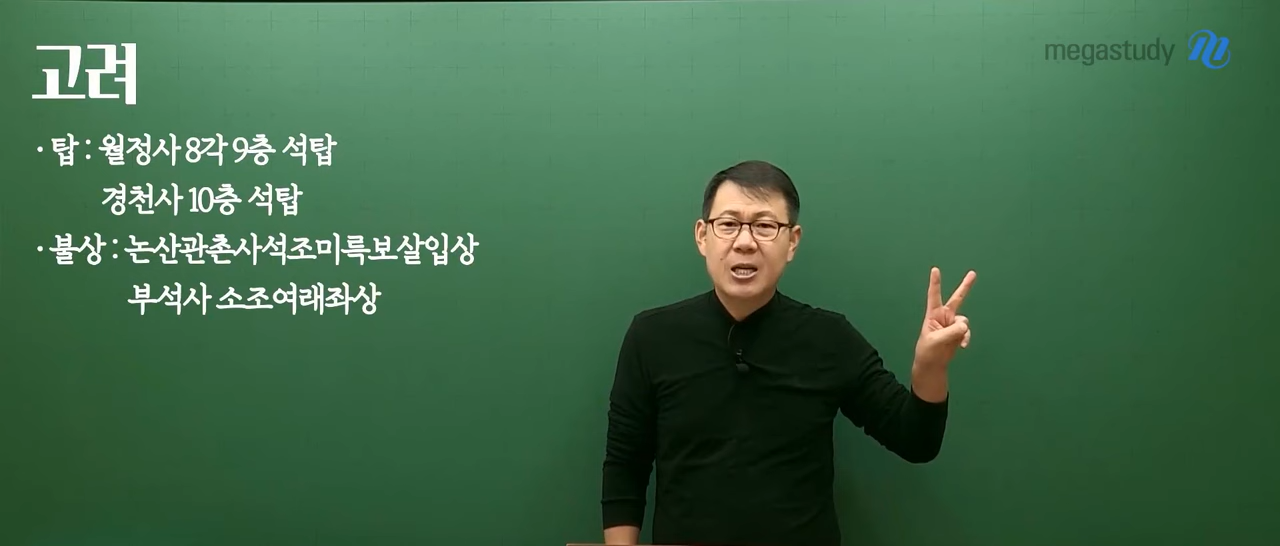 고려
megastudy
· 탑 : 월정사 8각 9층 석탑
경천사 10층 석탑
· 불상 : 논산관촌사석조미륵보살입상
부석사 소조여래좌상